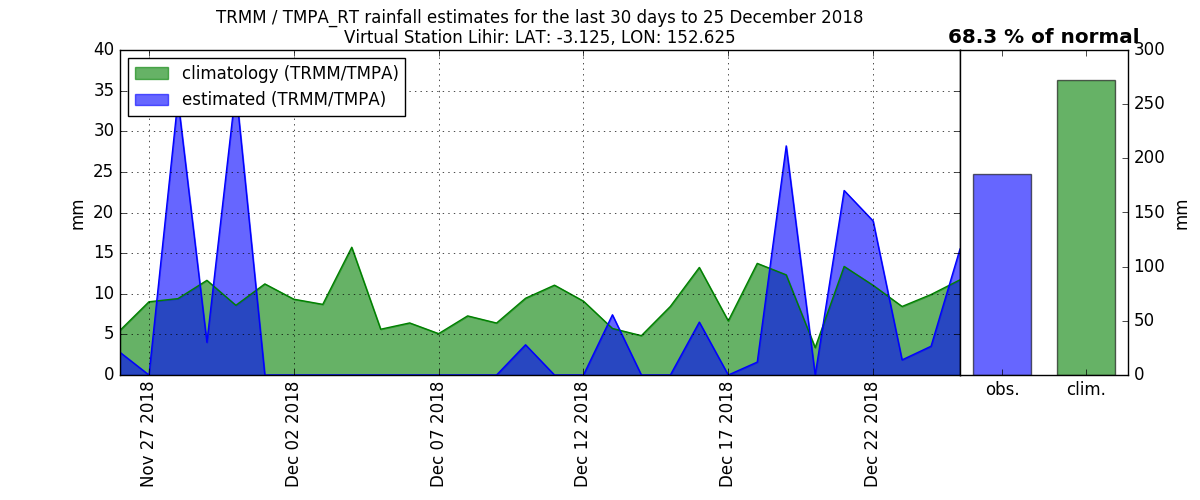 TRMM / TMPA_RT rainfall estimates for the last 30 days to 25 December 2018
Virtual Station Lihir: LAT: -3.125, LON: 152.625
68.3 % of normal
climatology (TRMM/TMPA)
estimated (TRMM/TMPA)
40
35
30
25
20
15
10
5
0
mm
Nov 27 2018
Dec 02 2018
Dec 07 2018
Dec 12 2018
Dec 17 2018
Dec 22 2018
300
250
200
150
100
50
0
mm
obs.
clim.